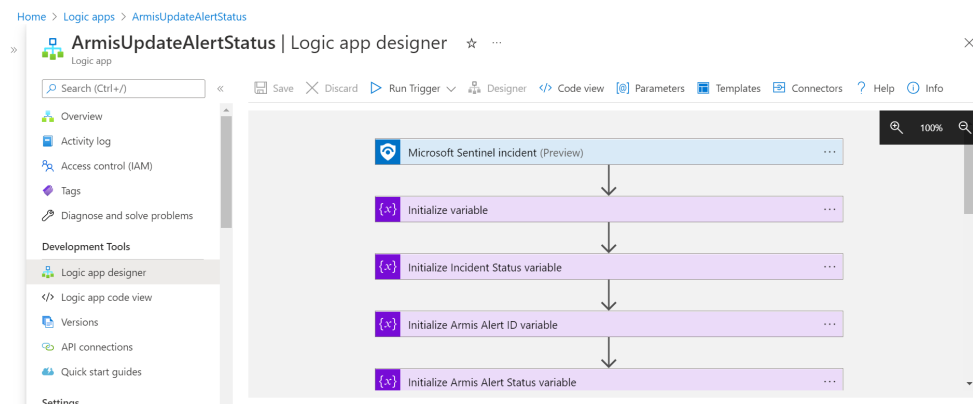 Home > Logic apps > ArmisUpdateAlertStatus
ArmisUpdateAlertStatus | Logic app designer
Logic app
Search (Ctrl+/)
Save Discard Run Trigger Designer Code view Parameters Templates Connectors Help Info
Overview
Activity log
Access control (IAM)
Tags
Diagnose and solve problems
Development Tools
Logic app designer
Logic app code view
Versions
API connections
Quick start guides
Settings
100%
Microsoft Sentinel incident (Preview)
{x} Initialize variable
{x} Initialize Incident Status variable
{x} Initialize Armis Alert ID variable
{x} Initialize Armis Alert Status variable